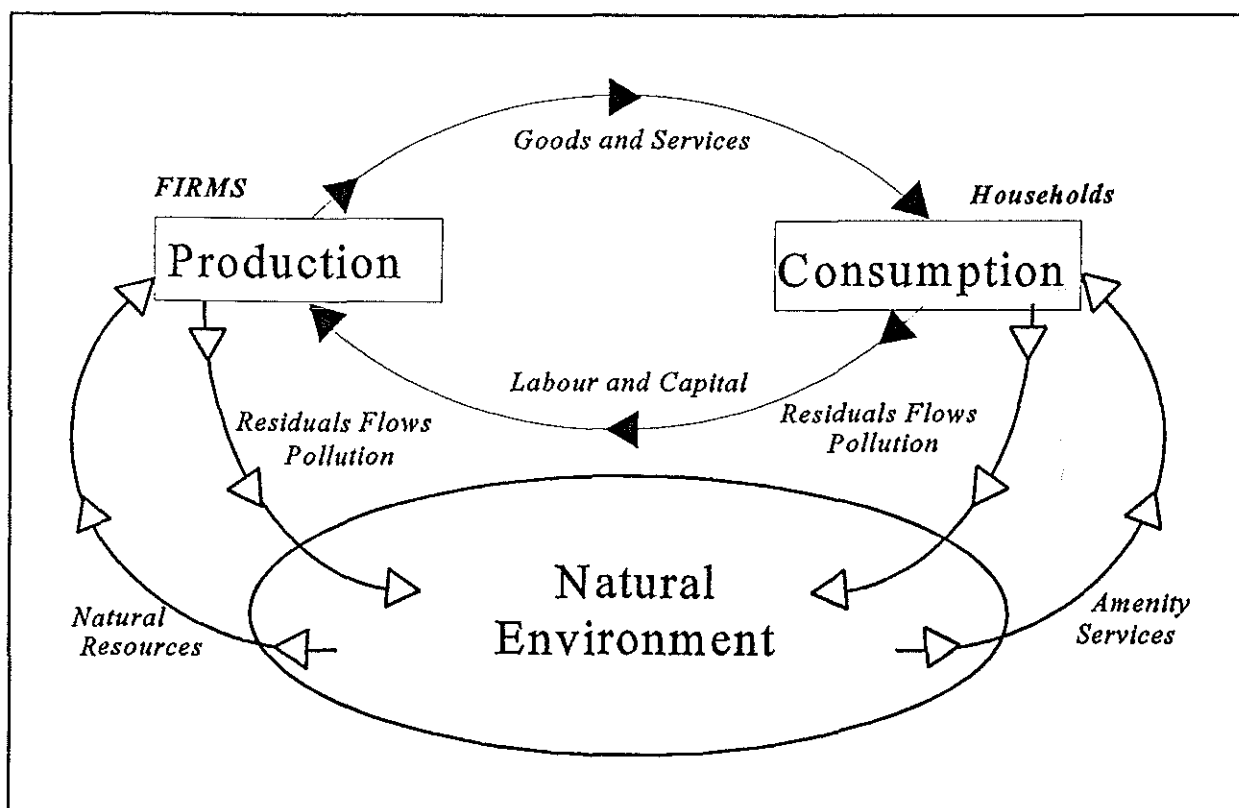 Goods and Services
FIRMS
Households
Production
Consumption
Labour and Capital
Residuals Flows
Pollution
Residuals Flows
Pollution
Natural
Environment
Natural
Resources
Amenity
Services